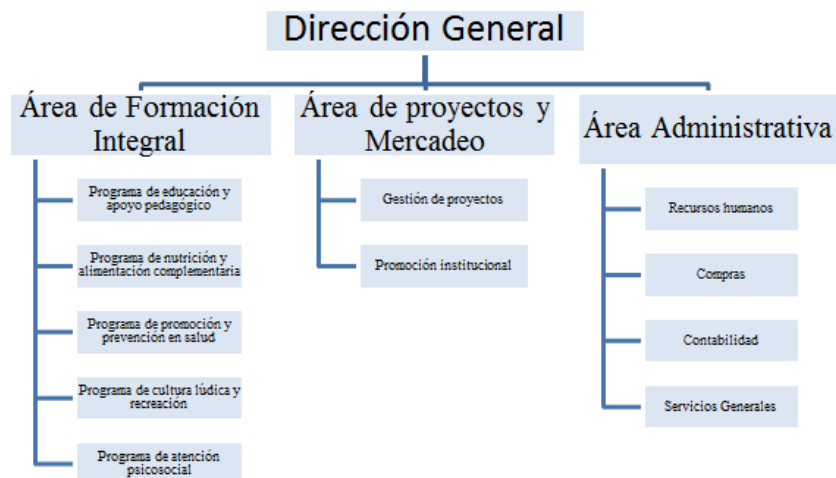 Dirección General
Área de Formación
Integral
Programa de educación y
apoyo pedagógico
Programa de nutrición y
alimentación complementaria
Programa de promoción y
prevención en salud
Programa de cultura lúdica y
recreación
Programa de atención
psicosocial
Área de proyectos y
Mercadeo
Gestión de proyectos
Promoción institucional
Área Administrativa
Recursos humanos
Compras
Contabilidad
Servicios Generales